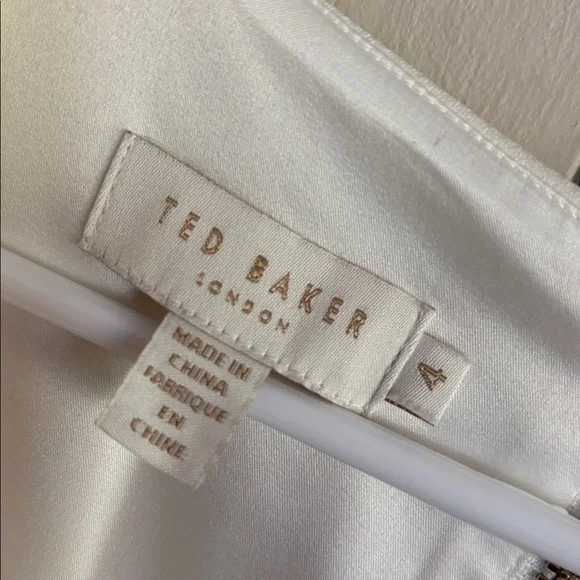 TED BAKER
LONDON
4
MADE IN
CHINA
FABRIQUE
EN
CHINE